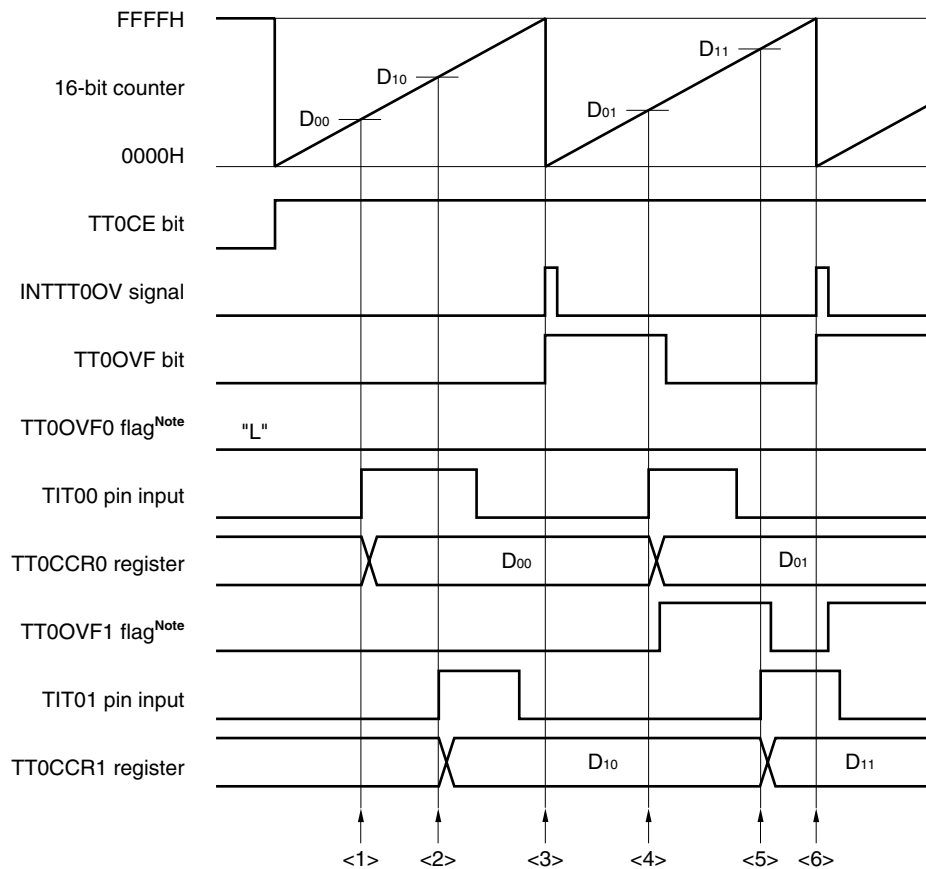 FFFFH
D11
D10
16-bit counter
D01
D00
0000H
TT0CE bit
INTTT0OV signal
TT0OVF bit
TT0OVF0 flagNote "L"
TIT00 pin input
TT0CCR0 register D00 D01
TT0OVF1 flagNote
TIT01 pin input
TT0CCR1 register D10 D11
<1> <2> <3> <4> <5> <6>